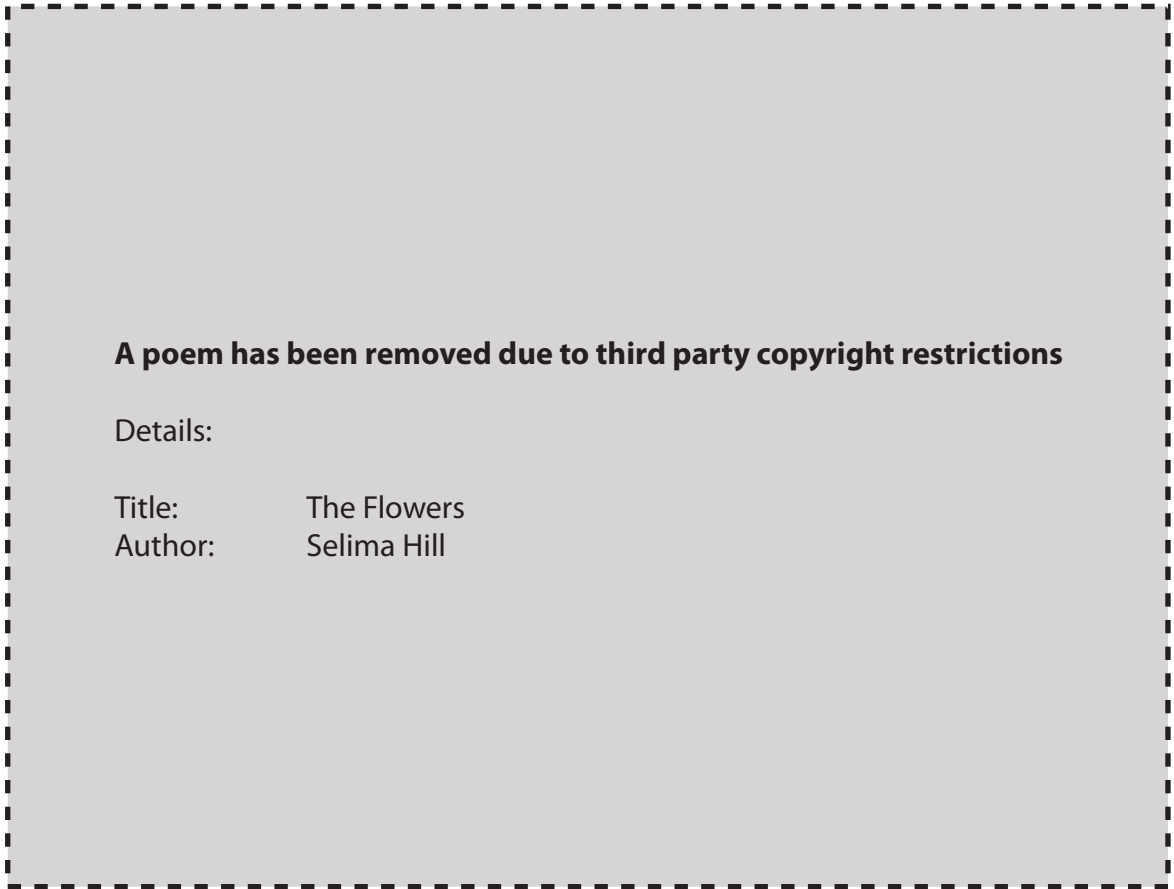 A poem has been removed due to third party copyright restrictions
Details:
Title: The Flowers
Author: Selima Hill